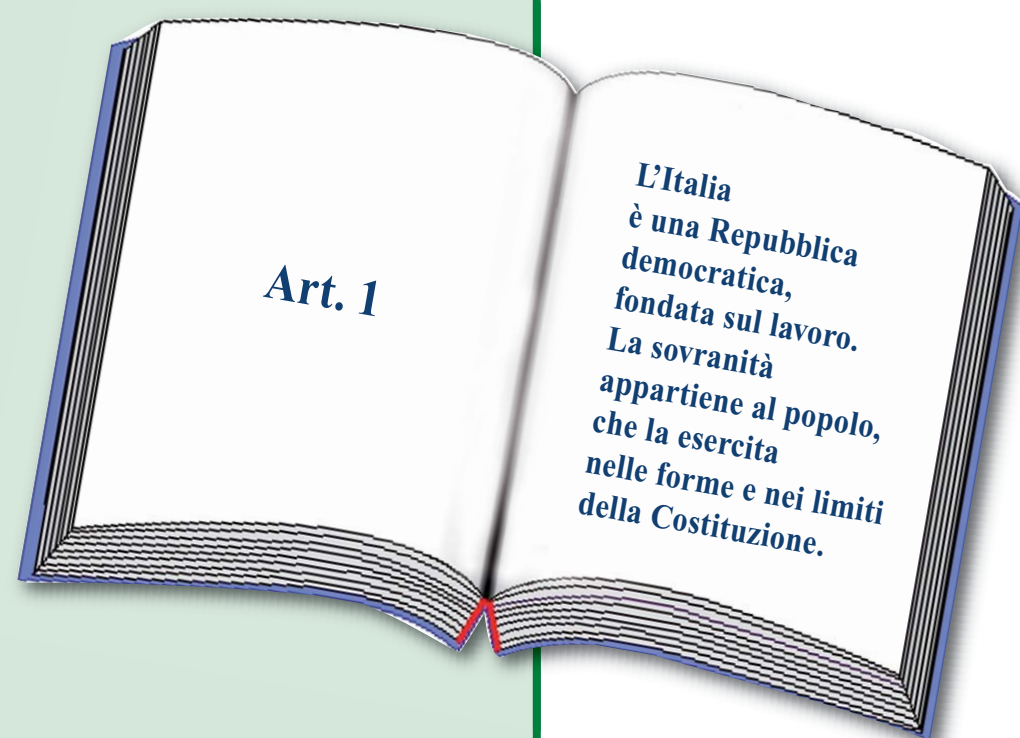 Art. 1
L’Italia
è una Repubblica
democratica,
fondata sul lavoro.
La sovranità
appartiene al popolo,
che la esercita
nelle forme e nei limiti
della Costituzione.